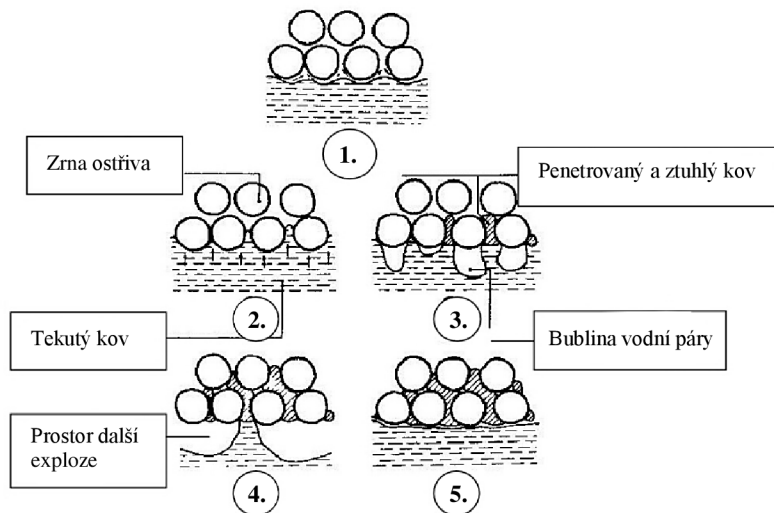 1.
Zrna ostřiva
Penetrovaný a ztuhlý kov
2.
3.
Tekutý kov
Bublina vodní páry
Prostor další
exploze
4.
5.